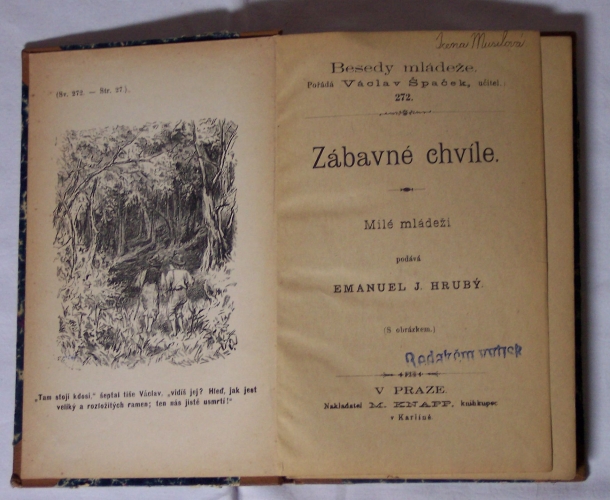 (Sv. 272. — Str. 27).
„Tam stojí kdosi,“ šeptal tiše Václav, „vidíš jej? Hleď, jak jest
veliký a rozložitých ramen; ten nás jistě usmrtí!“
Irena
Besedy mládeže.
Pořádá Václav Špaček, učitel.
272.
Zábavné chvíle.
Milé mládeži
podává
EMANUEL J. HRUBÝ.
(S obrázkem.)
Redakční výtisk
V PRAZE.
Nakladatel M. KNAPP, knihkupec
v Karlíně.